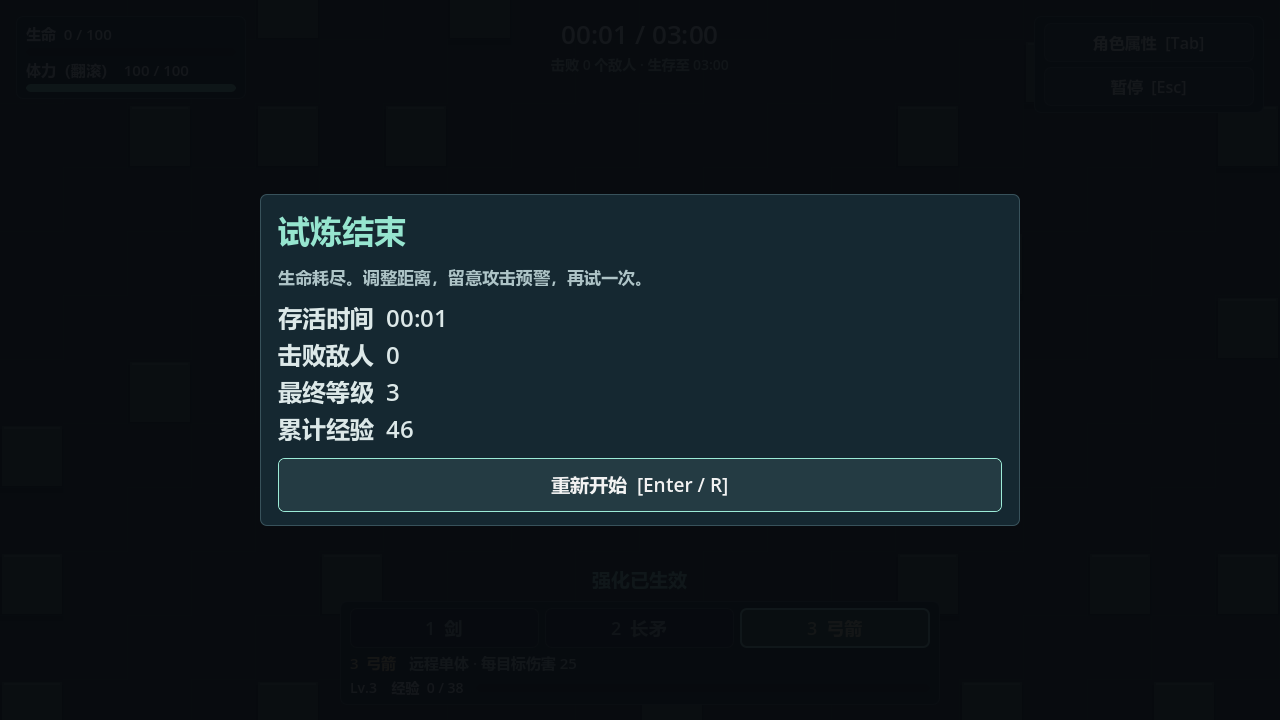 生命 0 / 100
体力（翻滚） 100 / 100
00:01 / 03:00
击败 0 个敌人 · 生存至 03:00
角色属性 [Tab]
暂停 [Esc]
试炼结束
生命耗尽。调整距离，留意攻击预警，再试一次。
存活时间 00:01
击败敌人 0
最终等级 3
累计经验 46
重新开始 [Enter / R]
强化已生效
1 剑
2 长矛
3 弓箭
3 弓箭 · 远程单体 · 每目标伤害 25
Lv.3 经验 0 / 38